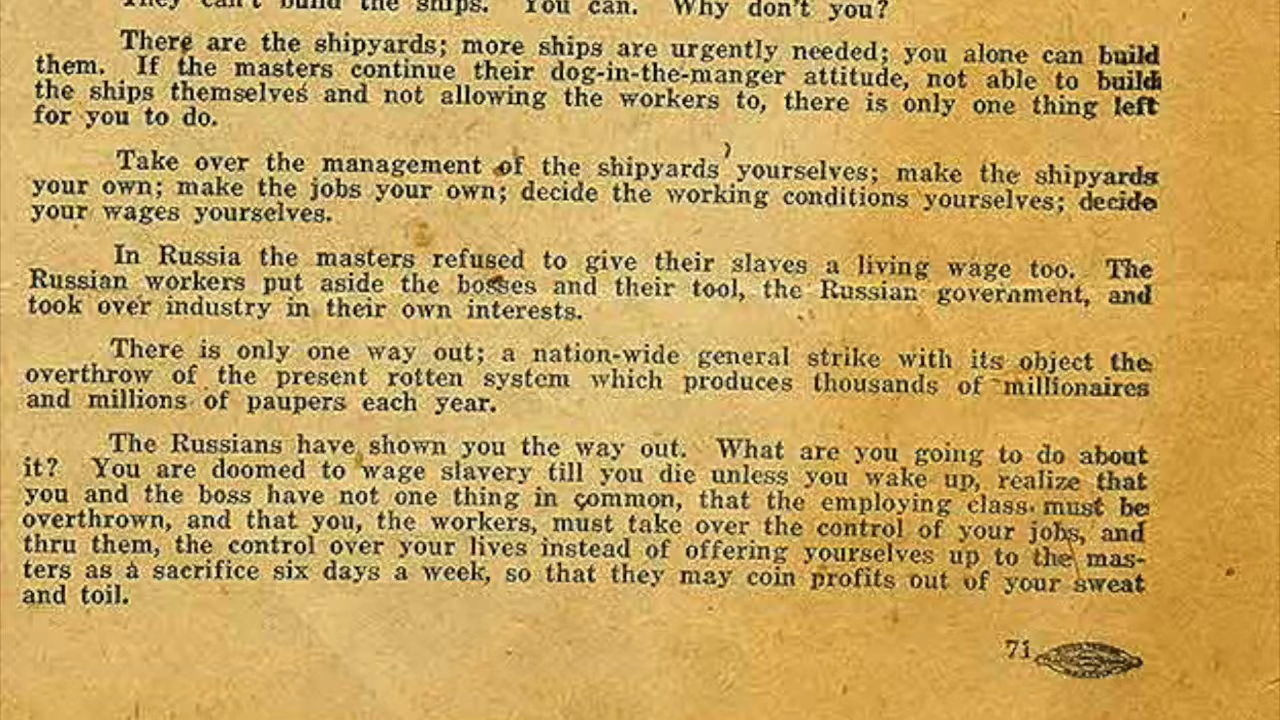 They can't build the ships. You can. Why don't you?
There are the shipyards; more ships are urgently needed; you alone can build
them. If the masters continue their dog-in-the-manger attitude, not able to build
the ships themselves and not allowing the workers to, there is only one thing left
for you to do.
Take over the management of the shipyards yourselves; make the shipyards
your own; make the jobs your own; decide the working conditions yourselves; decide
your wages yourselves.
In Russia the masters refused to give their slaves a living wage too. The
Russian workers put aside the bosses and their tool, the Russian government, and
took over industry in their own interests.
There is only one way out; a nation-wide general strike with its object the
overthrow of the present rotten system which produces thousands of millionaires
and millions of paupers each year.
The Russians have shown you the way out. What are you going to do about
it? You are doomed to wage slavery till you die unless you wake up, realize that
you and the boss have not one thing in common, that the employing class must be
overthrown, and that you, the workers, must take over the control of your jobs, and
thru them, the control over your lives instead of offering yourselves up to the mas-
ters as a sacrifice six days a week, so that they may coin profits out of your sweat
and toil.
71